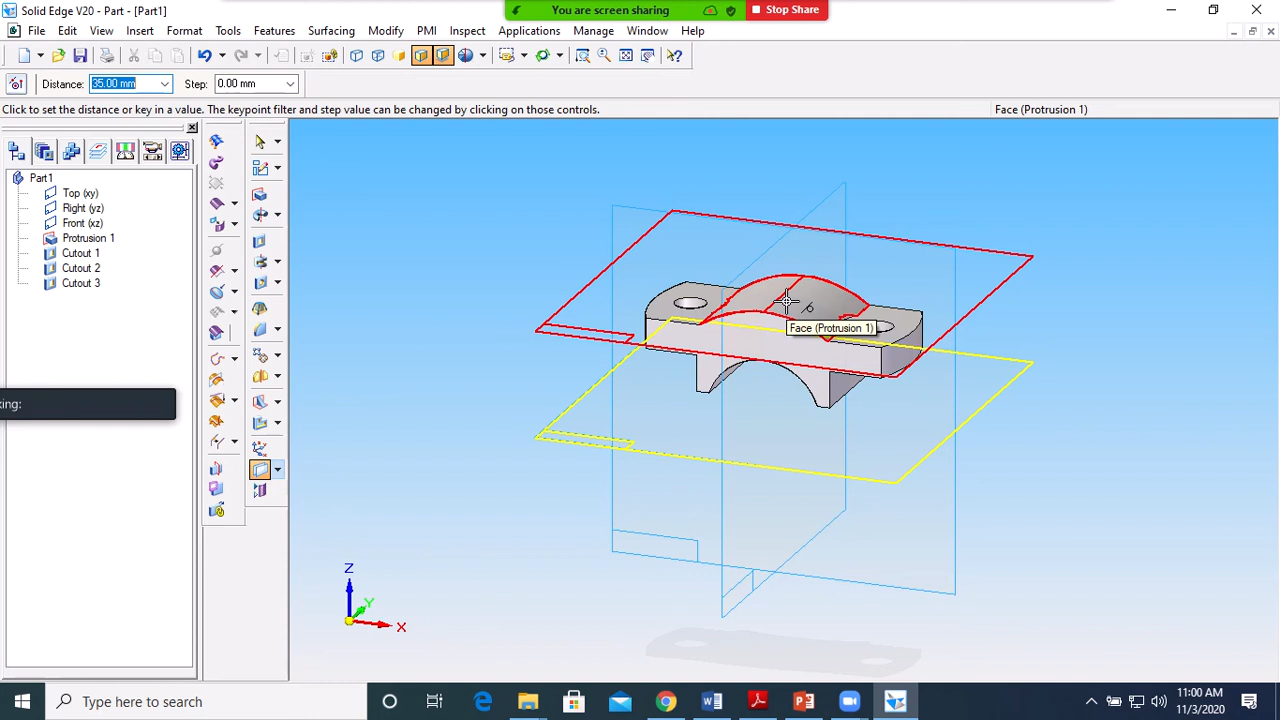 Solid Edge V20 - Part - [Part1]
You are screen sharing
Stop Share
File Edit View Insert Format Tools Features Surfacing Modify PMI Inspect Applications Manage Window Help
Distance: 35.00 mm Step: 0.00 mm
Click to set the distance or key in a value. The keypoint filter and step value can be changed by clicking on those controls.
Face (Protrusion 1)
Part1
Top (xy)
Right (yz)
Front (xz)
Protrusion 1
Cutout 1
Cutout 2
Cutout 3
Face (Protrusion 1)
king:
Z
Y
X
Type here to search
11:00 AM
11/3/2020